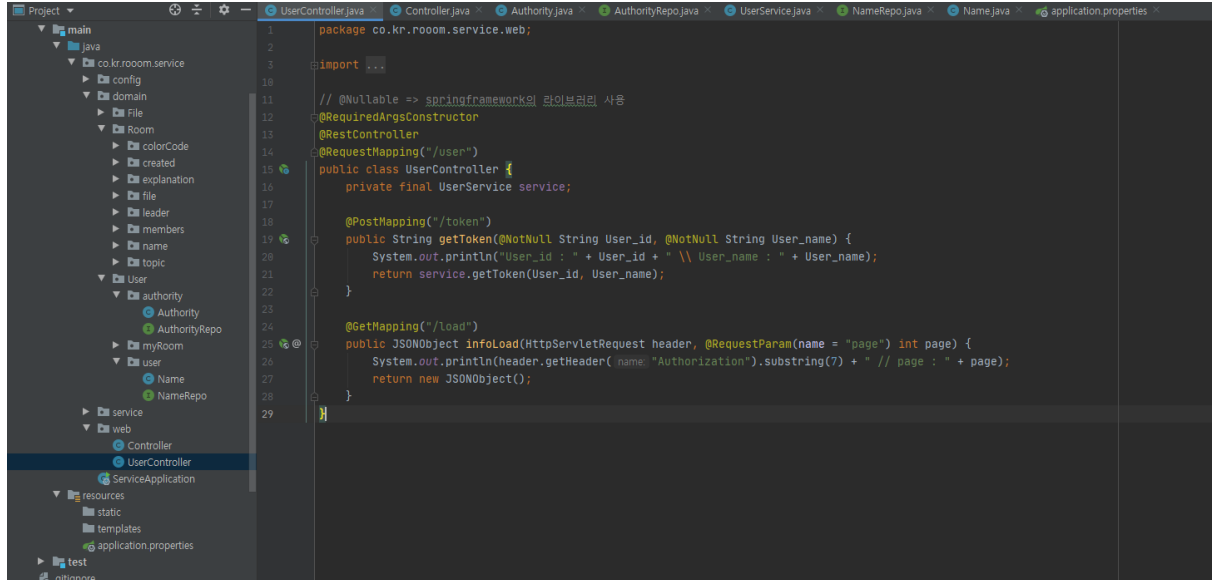 Project
UserController.java
Controller.java
Authority.java
AuthorityRepo.java
UserService.java
NameRepo.java
Name.java
application.properties
main
java
co.kr.rooom.service
config
domain
File
Room
colorCode
created
explanation
file
leader
members
name
topic
User
authority
Authority
AuthorityRepo
myRoom
user
Name
NameRepo
service
web
Controller
UserController
ServiceApplication
resources
static
templates
application.properties
test
.gitignore
1 package co.kr.rooom.service.web;
2
3 import ...
10
11 // @Nullable => springframework의 라이브러리 사용
12 @RequiredArgsConstructor
13 @RestController
14 @RequestMapping("/user")
15 public class UserController {
16 private final UserService service;
17
18 @PostMapping("/token")
19 public String getToken(@NotNull String User_id, @NotNull String User_name) {
20 System.out.println("User_id : " + User_id + " \\ User_name : " + User_name);
21 return service.getToken(User_id, User_name);
22 }
23
24 @GetMapping("/load")
25 @ public JSONObject infoLoad(HttpServletRequest header, @RequestParam(name = "page") int page) {
26 System.out.println(header.getHeader( name: "Authorization").substring(7) + " // page : " + page);
27 return new JSONObject();
28 }
29 }